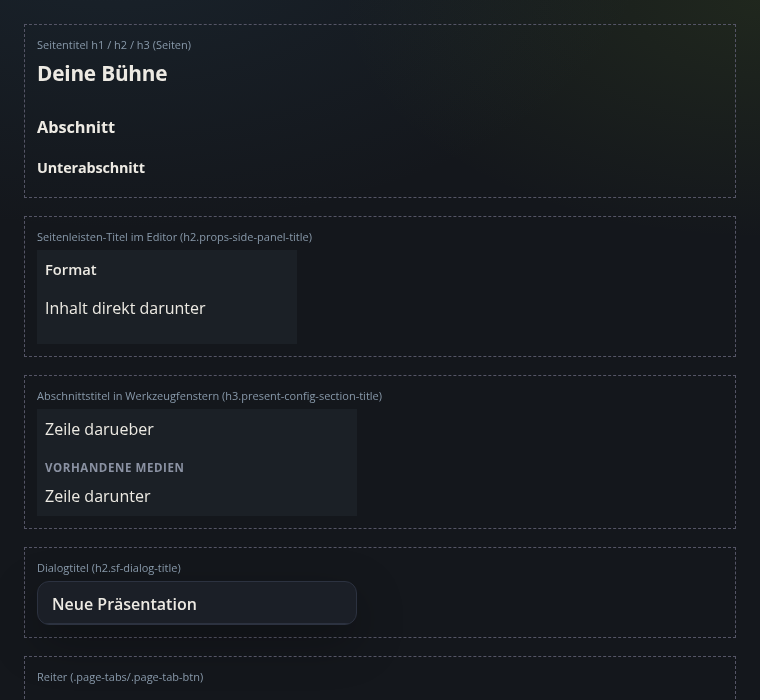 Seitentitel h1 / h2 / h3 (Seiten)
Deine Bühne
Abschnitt
Unterabschnitt
Seitenleisten-Titel im Editor (h2.props-side-panel-title)
Format
Inhalt direkt darunter
Abschnittstitel in Werkzeugfenstern (h3.present-config-section-title)
Zeile darueber
VORHANDENE MEDIEN
Zeile darunter
Dialogtitel (h2.sf-dialog-title)
Neue Präsentation
Reiter (.page-tabs/.page-tab-btn)